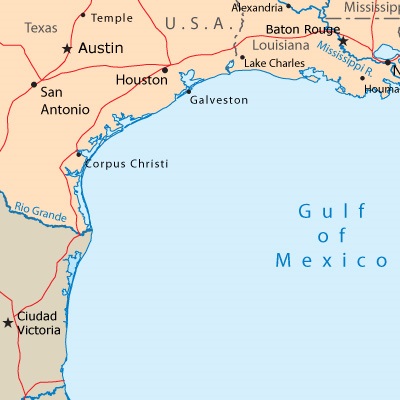 Alexandria
Mississippi
Temple
Texas
U.S.A.
Baton Rouge
Austin
Louisiana
Mississippi R.
Houston
Lake Charles
San
Antonio
Galveston
Houma
Corpus Christi
Rio Grande
Gulf
of
Mexico
Ciudad
Victoria